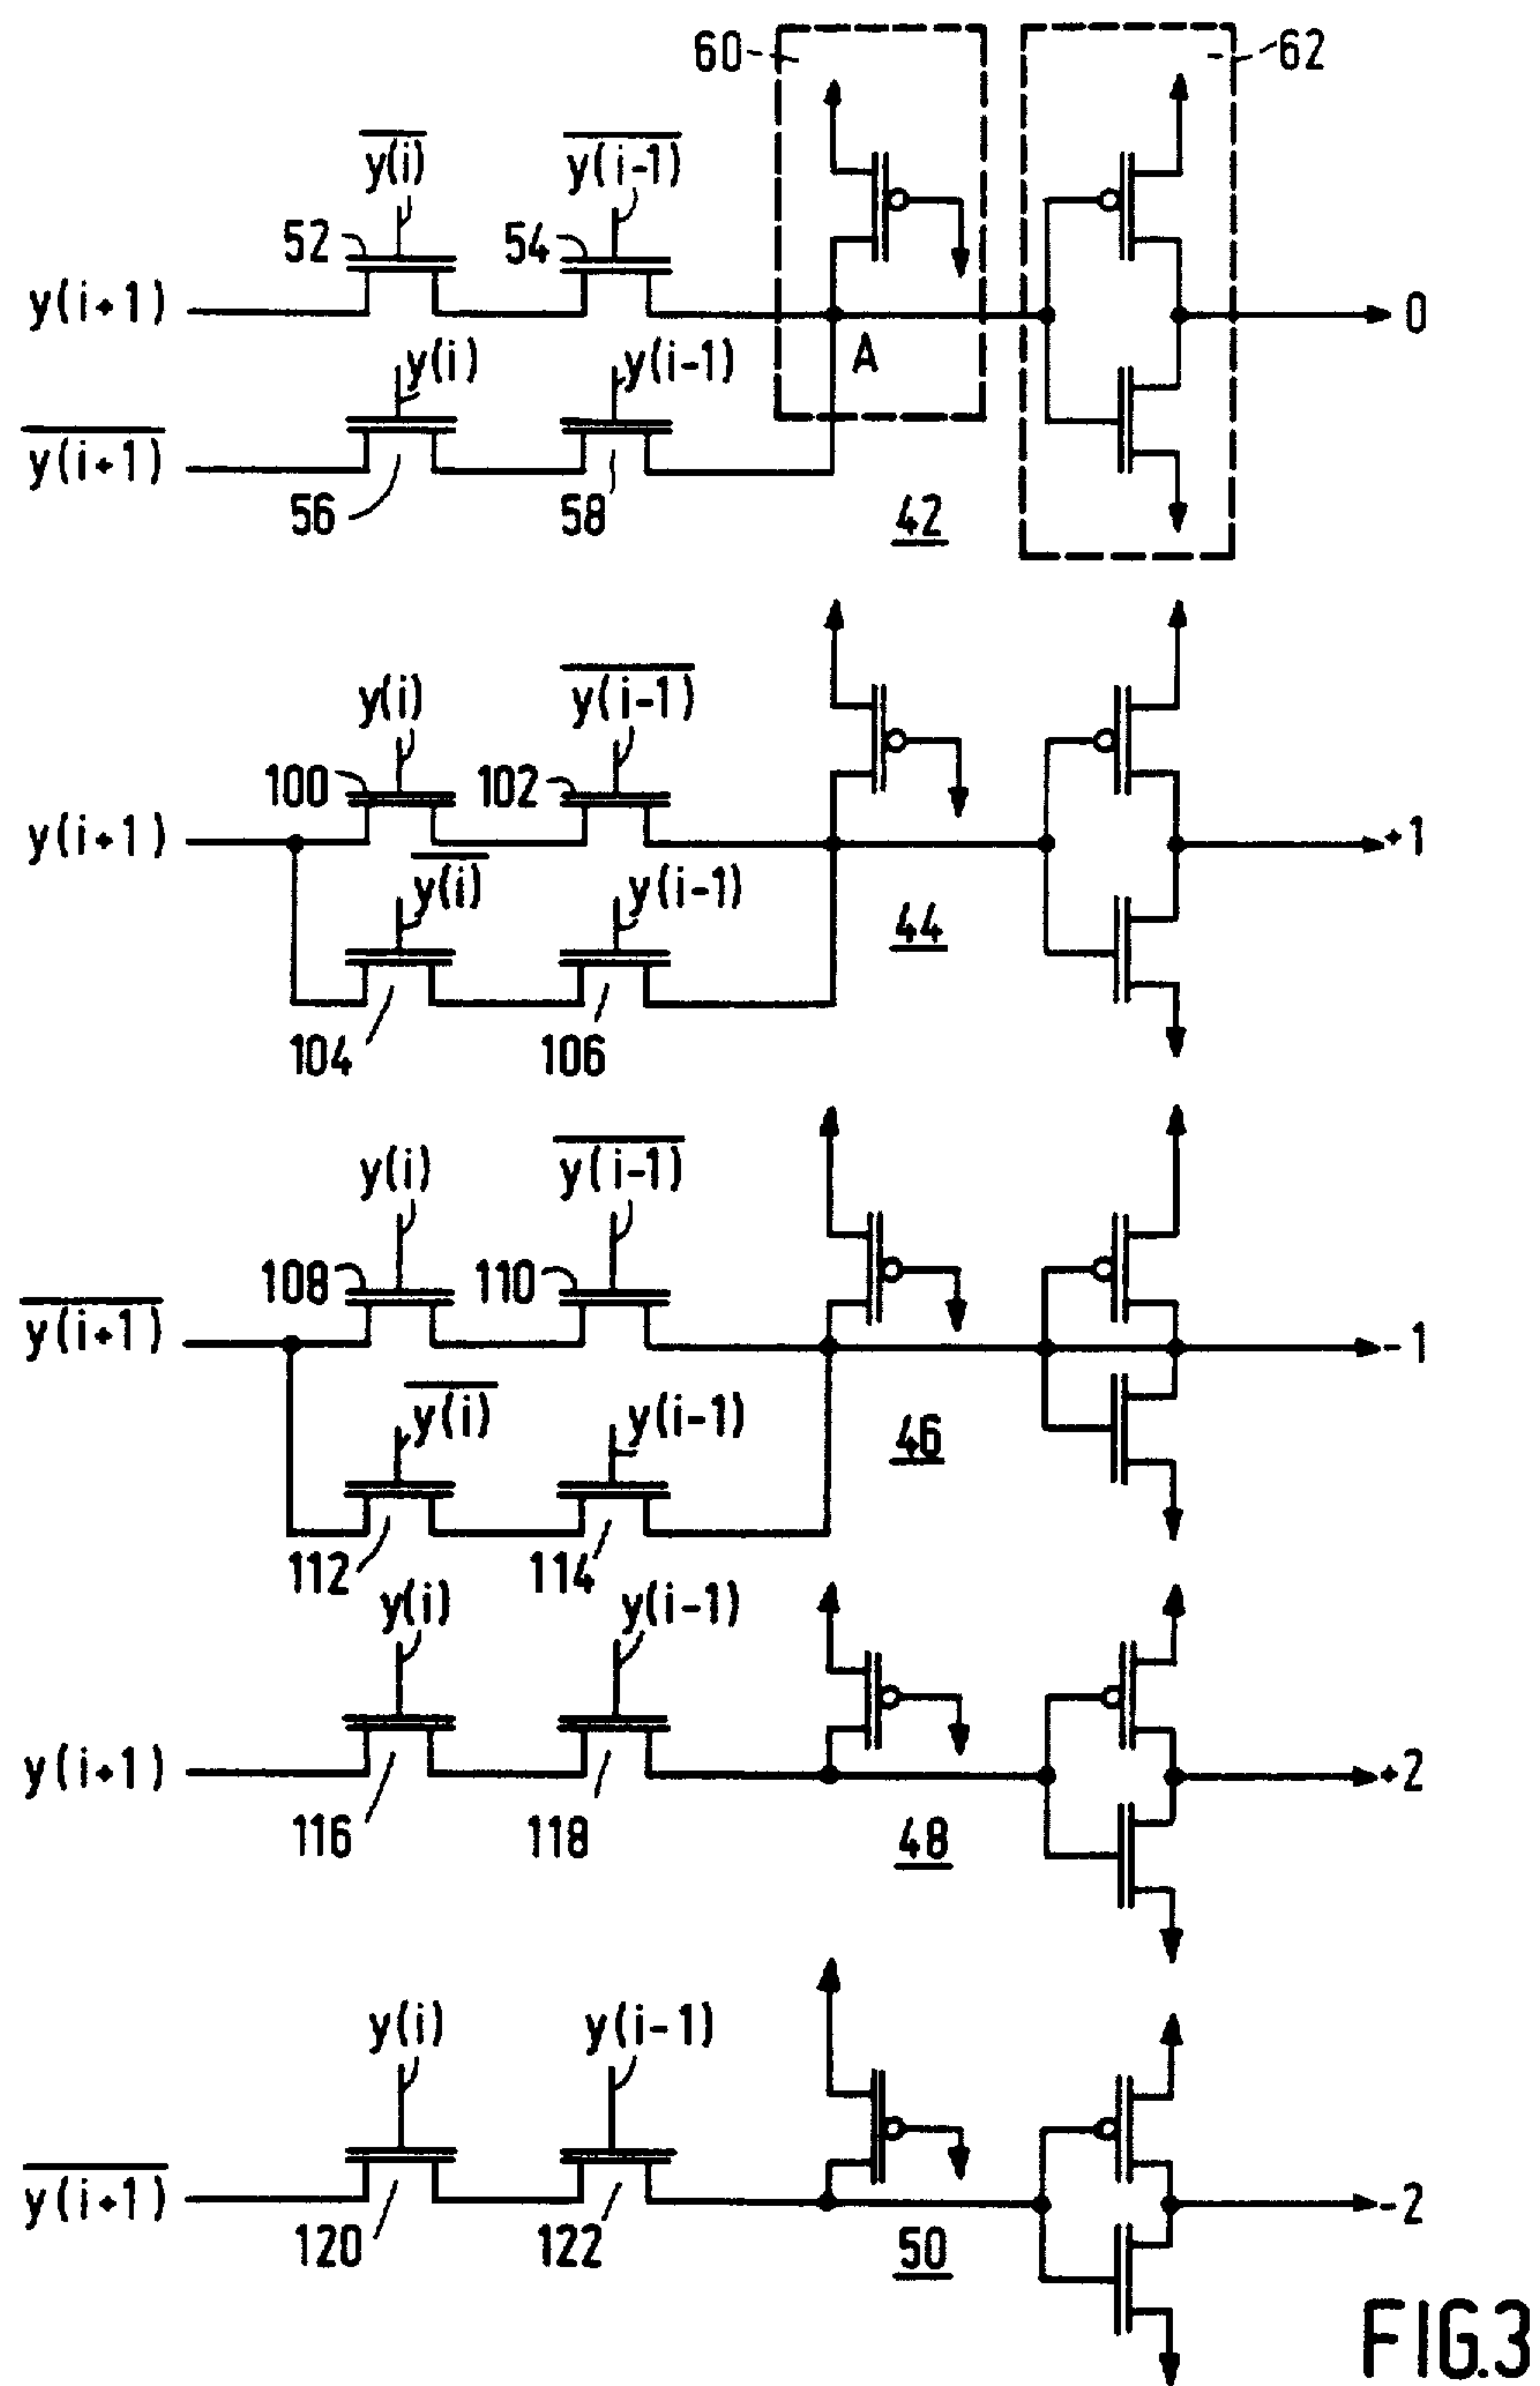 60
62
y(i)
y(i-1)
52
54
y(i+1)
0
A
y(i)
y(i-1)
y(i+1)
56
58
42
y(i)
y(i-1)
100
102
y(i+1)
+1
y(i)
y(i-1)
44
104
106
y(i)
y(i-1)
108
110
y(i+1)
-1
y(i)
y(i-1)
46
112
114
y(i)
y(i-1)
y(i+1)
+2
116
118
48
y(i)
y(i-1)
y(i+1)
-2
120
122
50
FIG.3